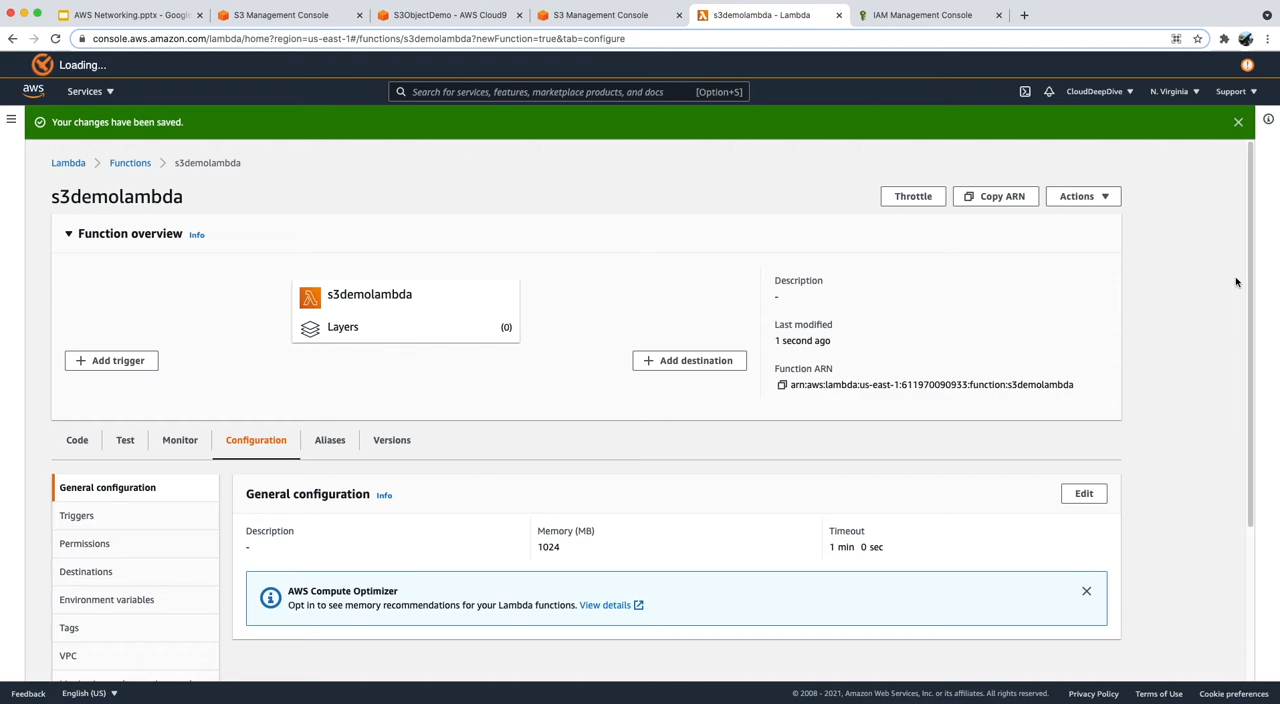 AWS Networking.pptx - Google
S3 Management Console
S3ObjectDemo - AWS Cloud9
S3 Management Console
s3demolambda - Lambda
IAM Management Console
console.aws.amazon.com/lambda/home?region=us-east-1#/functions/s3demolambda?newFunction=true&tab=configure
Loading...
aws
Services
Search for services, features, marketplace products, and docs
[Option+S]
CloudDeepDive
N. Virginia
Support
Your changes have been saved.
Lambda
Functions
s3demolambda
s3demolambda
Throttle
Copy ARN
Actions
Function overview
Info
s3demolambda
Layers
(0)
Add trigger
Add destination
Description
-
Last modified
1 second ago
Function ARN
arn:aws:lambda:us-east-1:611970090933:function:s3demolambda
Code
Test
Monitor
Configuration
Aliases
Versions
General configuration
Triggers
Permissions
Destinations
Environment variables
Tags
VPC
General configuration
Info
Edit
Description
-
Memory (MB)
1024
Timeout
1 min 0 sec
AWS Compute Optimizer
Opt in to see memory recommendations for your Lambda functions. View details
Feedback
English (US)
© 2008 - 2021, Amazon Web Services, Inc. or its affiliates. All rights reserved.
Privacy Policy
Terms of Use
Cookie preferences